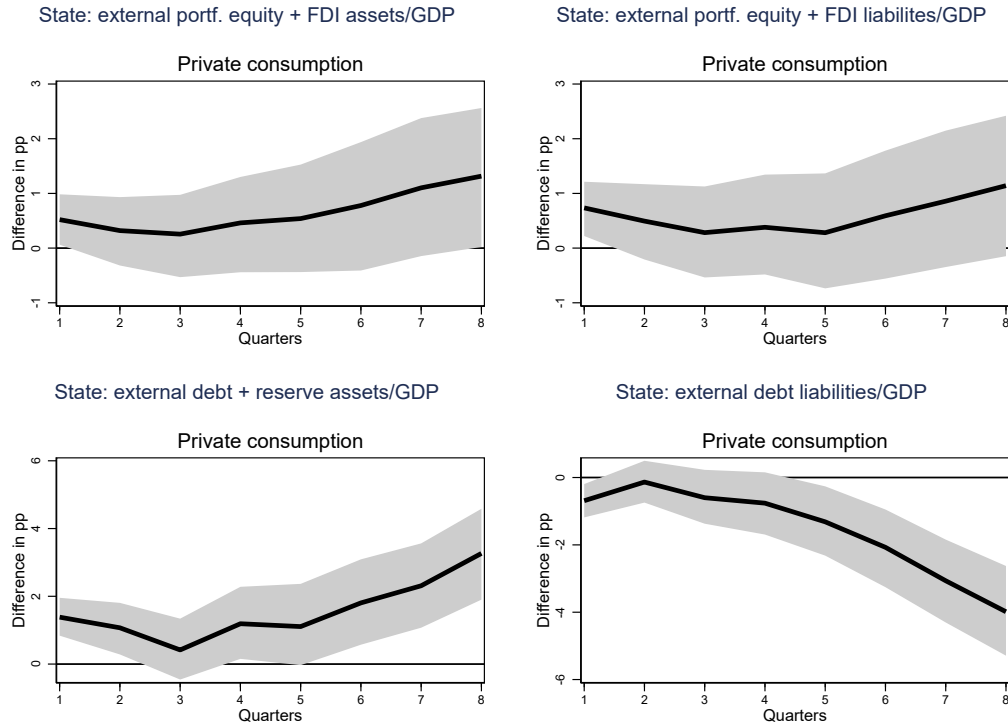 State: external portf. equity + FDI assets/GDP
Private consumption
Difference in pp
3
2
1
0
-1
1 2 3 4 5 6 7 8
Quarters
State: external portf. equity + FDI liabilites/GDP
Private consumption
Difference in pp
3
2
1
0
-1
1 2 3 4 5 6 7 8
Quarters
State: external debt + reserve assets/GDP
Private consumption
Difference in pp
6
4
2
0
1 2 3 4 5 6 7 8
Quarters
State: external debt liabilities/GDP
Private consumption
Difference in pp
0
-2
-4
-6
1 2 3 4 5 6 7 8
Quarters